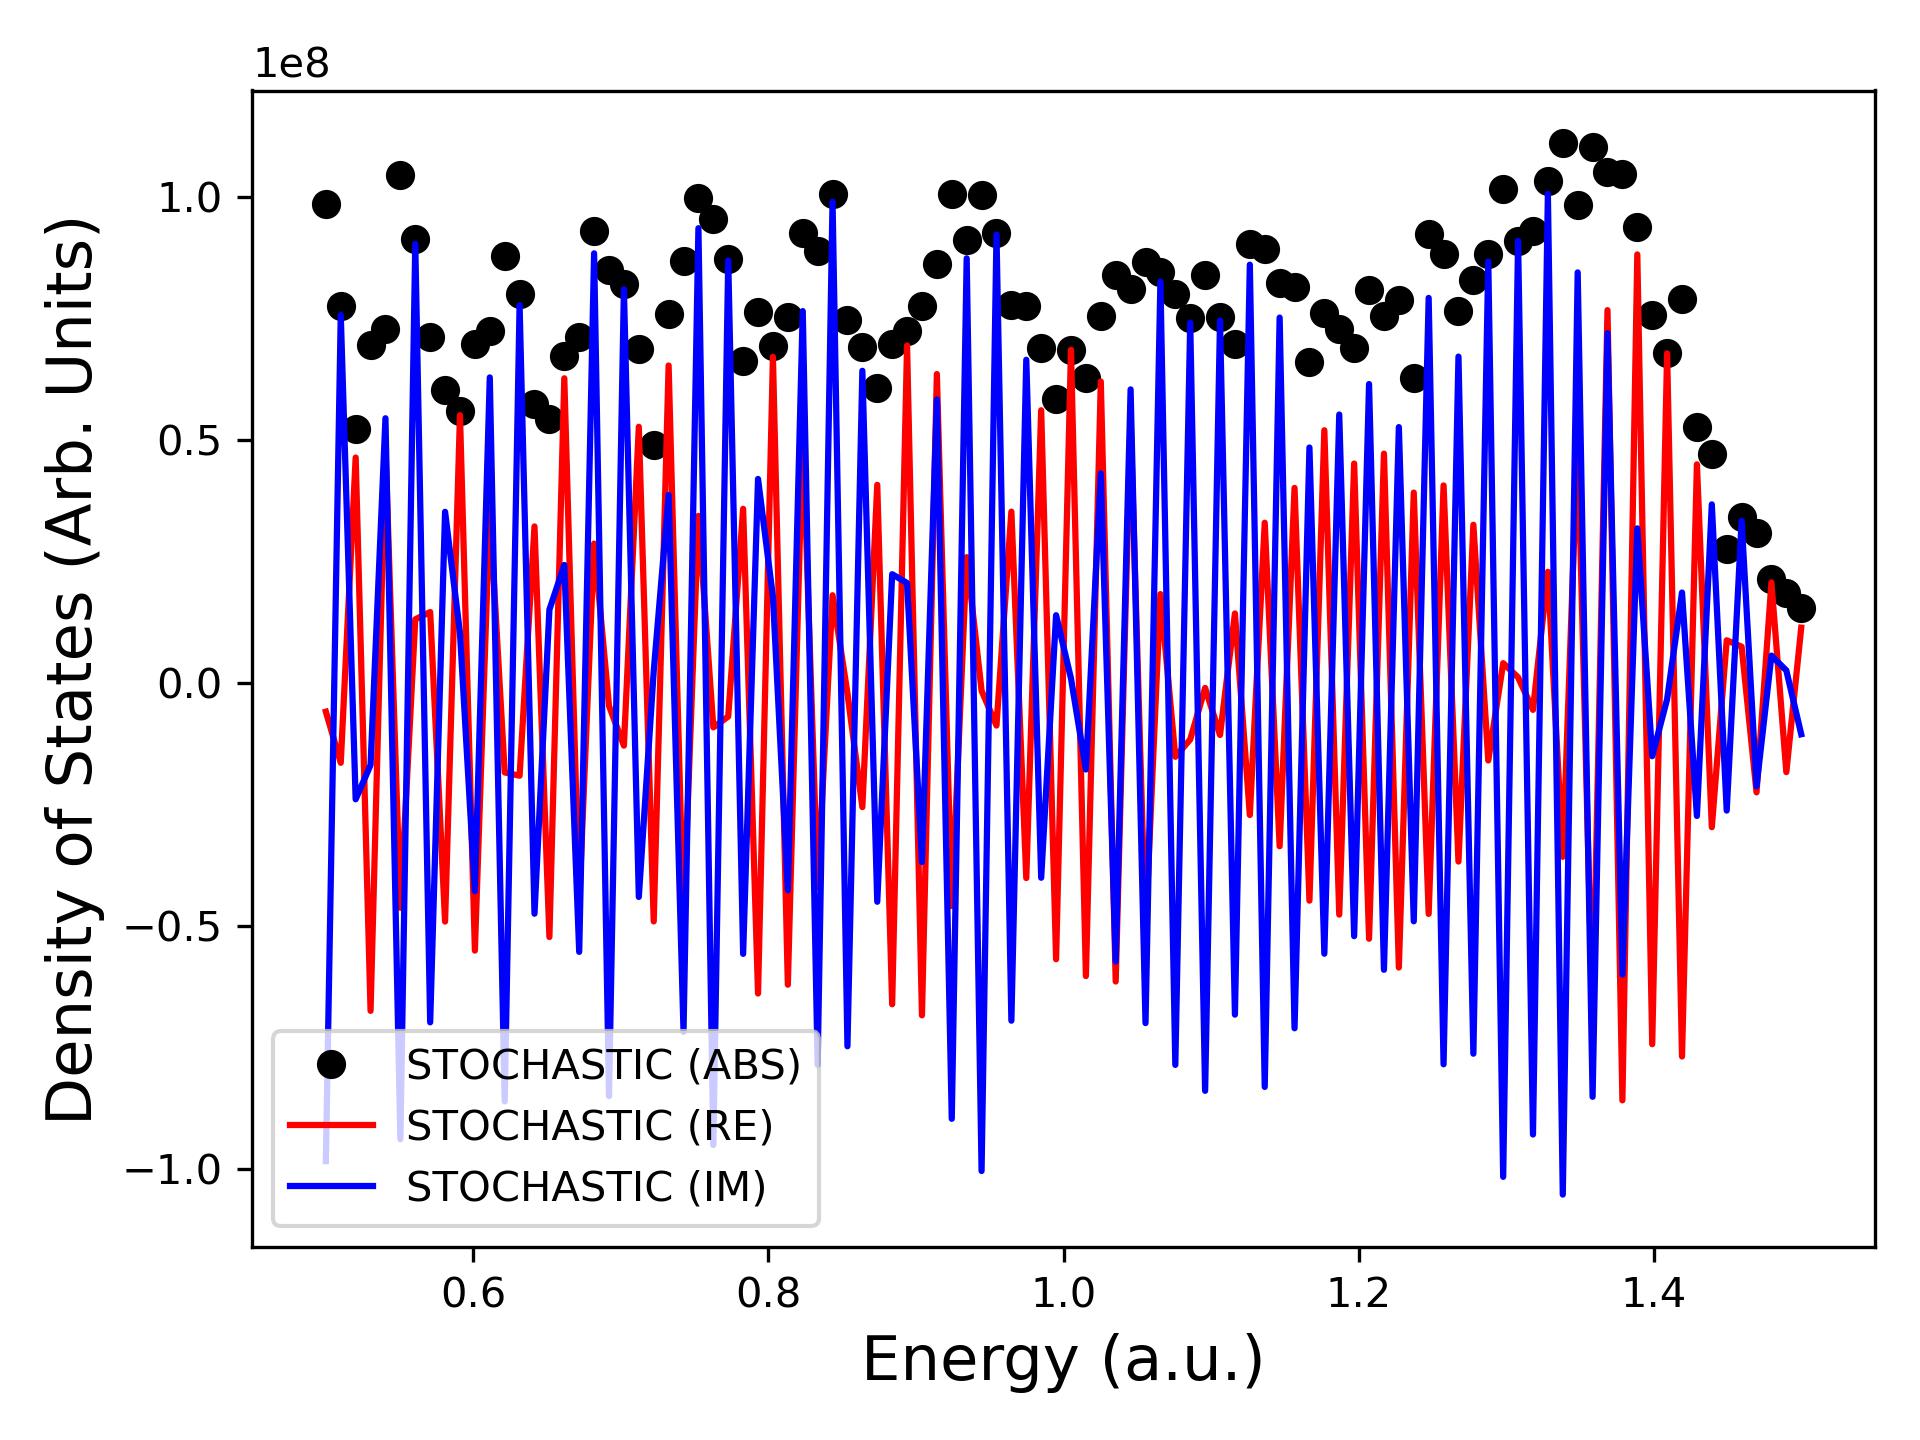 1e8
1.0
0.5
0.0
−0.5
−1.0
Density of States (Arb. Units)
STOCHASTIC (ABS)
STOCHASTIC (RE)
STOCHASTIC (IM)
0.6 0.8 1.0 1.2 1.4
Energy (a.u.)